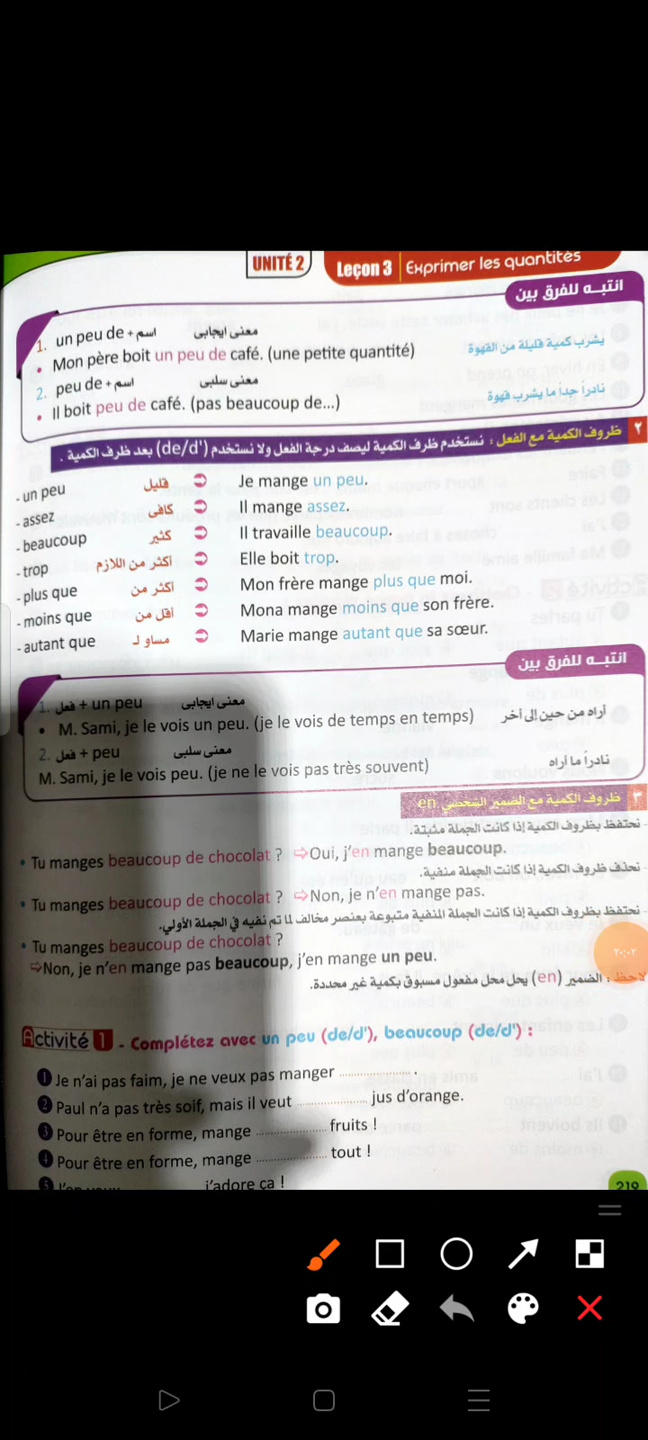 UNITÉ 2 Leçon 3 Exprimer les quantités
انتبه للفرق بين
1. un peu de + اسم معنى ايجابى
• Mon père boit un peu de café. (une petite quantité) يشرب كمية قليلة من القهوة
2. peu de + اسم معنى سلبى
• Il boit peu de café. (pas beaucoup de...) نادراً جداً ما يشرب قهوة
٢ ظروف الكمية مع الفعل : نستخدم ظرف الكمية ليصف درجة الفعل ولا نستخدم (de/d') بعد ظرف الكمية .
- un peu قليل Je mange un peu.
- assez كافى Il mange assez.
- beaucoup كثير Il travaille beaucoup.
- trop أكثر من اللازم Elle boit trop.
- plus que أكثر من Mon frère mange plus que moi.
- moins que أقل من Mona mange moins que son frère.
- autant que مساو لـ Marie mange autant que sa sœur.
انتبه للفرق بين
1. فعل + un peu معنى ايجابى
• M. Sami, je le vois un peu. (je le vois de temps en temps) أراه من حين إلى آخر
2. فعل + peu معنى سلبى
M. Sami, je le vois peu. (je ne le vois pas très souvent) نادراً ما أراه
٣ ظروف الكمية مع الضمير الشخصي en
- نحتفظ بظروف الكمية إذا كانت الجملة مثبتة.
• Tu manges beaucoup de chocolat ? ⇨Oui, j'en mange beaucoup.
- نحذف ظروف الكمية إذا كانت الجملة منفية.
• Tu manges beaucoup de chocolat ? ⇨Non, je n'en mange pas.
- نحتفظ بظروف الكمية إذا كانت الجملة المنفية متبوعة بعنصر مخالف لما تم نفيه في الجملة الأولي.
• Tu manges beaucoup de chocolat ?
⇨Non, je n'en mange pas beaucoup, j'en mange un peu.
لاحظ : الضمير (en) يحل محل مفعول مسبوق بكمية غير محددة.
٢٠:٠٢
Activité 1 - Complétez avec un peu (de/d'), beaucoup (de/d') :
1 Je n'ai pas faim, je ne veux pas manger .................... .
2 Paul n'a pas très soif, mais il veut .................... jus d'orange.
3 Pour être en forme, mange .................... fruits !
4 Pour être en forme, mange .................... tout !
5 j'adore ça !
219